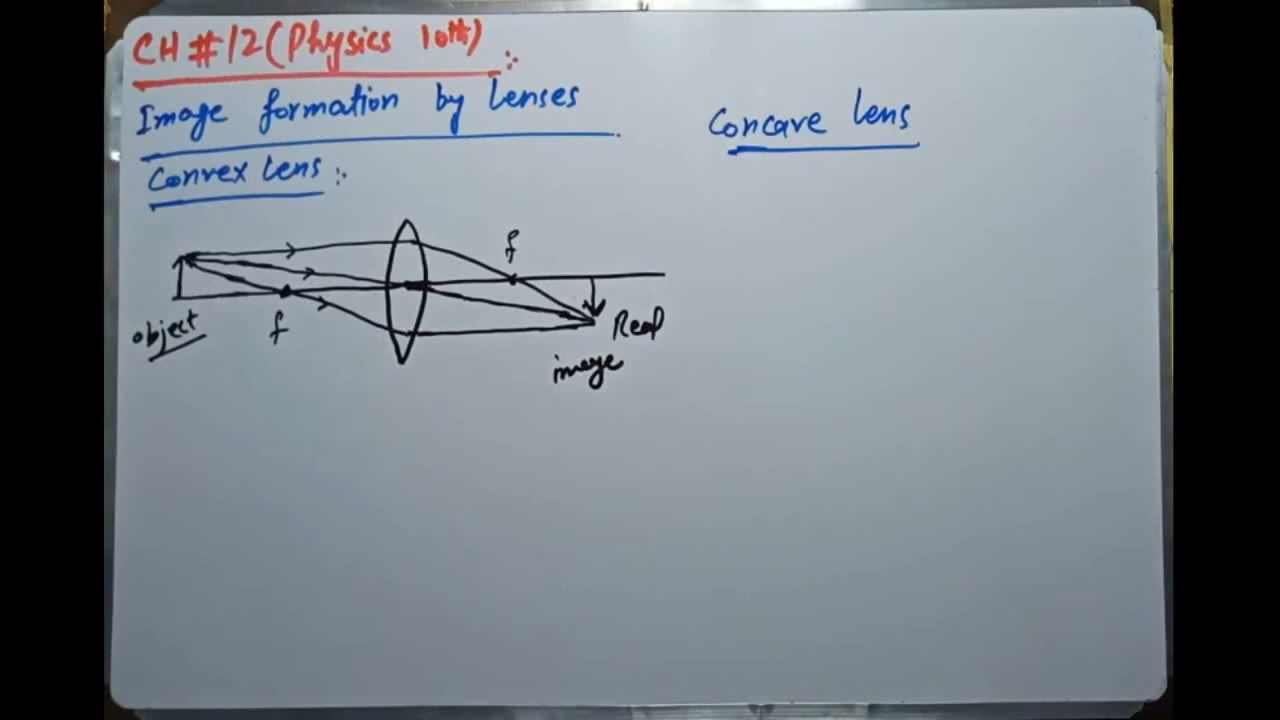 CH # 12 (Physics 10th) :
Image formation by Lenses
Convex Lens :
Concave lens
f
object
f
Real
image